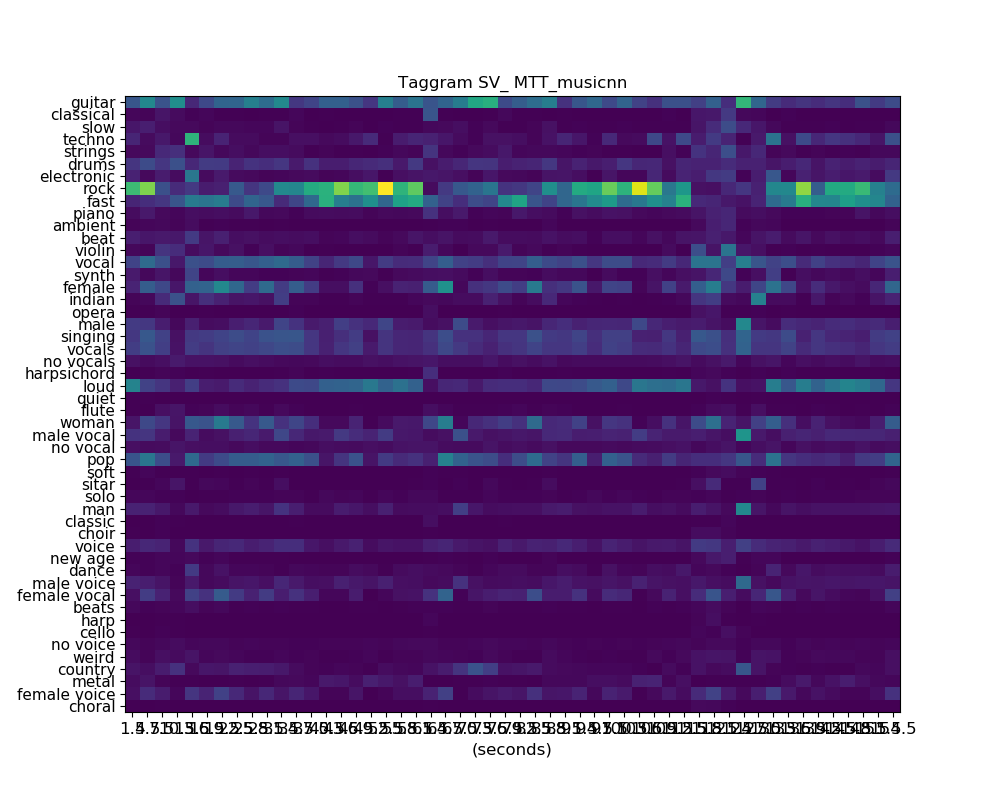 Taggram SV_ MTT_musicnn
guitar
classical
slow
techno
strings
drums
electronic
rock
fast
piano
ambient
beat
violin
vocal
synth
female
indian
opera
male
singing
vocals
no vocals
harpsichord
loud
quiet
flute
woman
male vocal
no vocal
pop
soft
sitar
solo
man
classic
choir
voice
new age
dance
male voice
female vocal
beats
harp
cello
no voice
weird
country
metal
female voice
choral
(seconds)